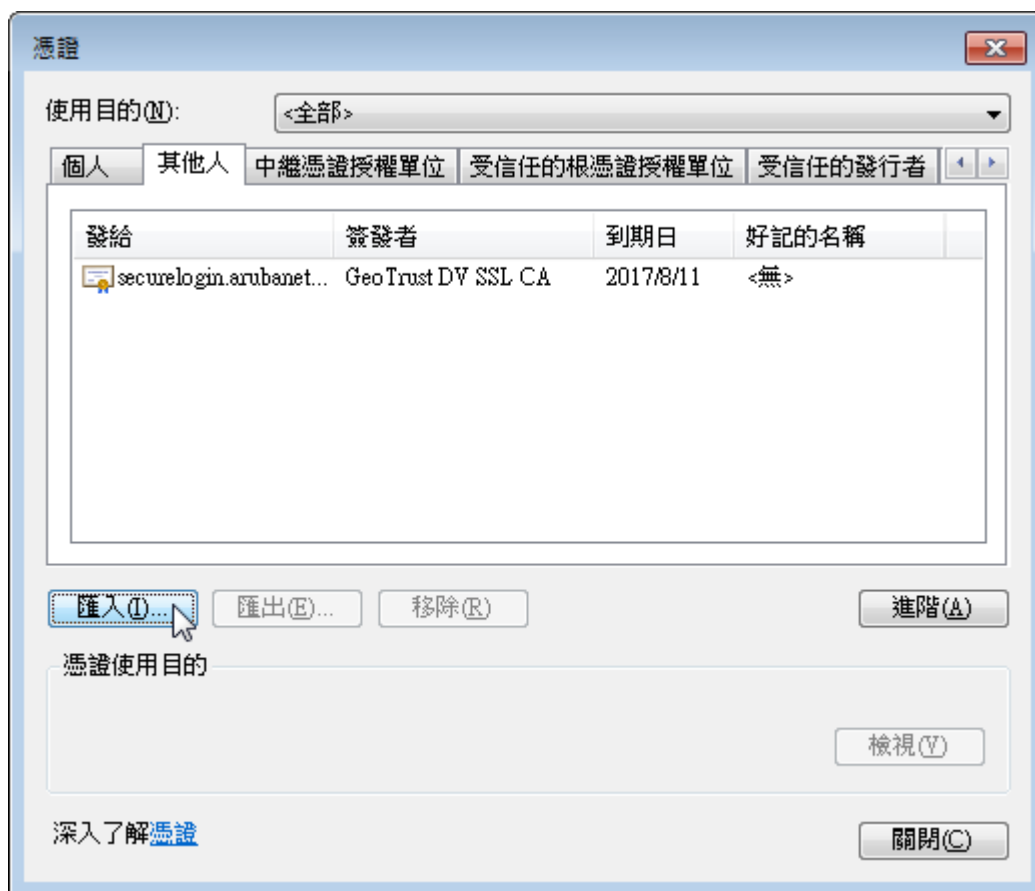 憑證
使用目的(N): <全部>
個人 其他人 中繼憑證授權單位 受信任的根憑證授權單位 受信任的發行者
發給 簽發者 到期日 好記的名稱
securelogin.arubanet... GeoTrust DV SSL CA 2017/8/11 <無>
匯入(I)... 匯出(E)... 移除(R) 進階(A)
憑證使用目的
檢視(V)
深入了解憑證
關閉(C)